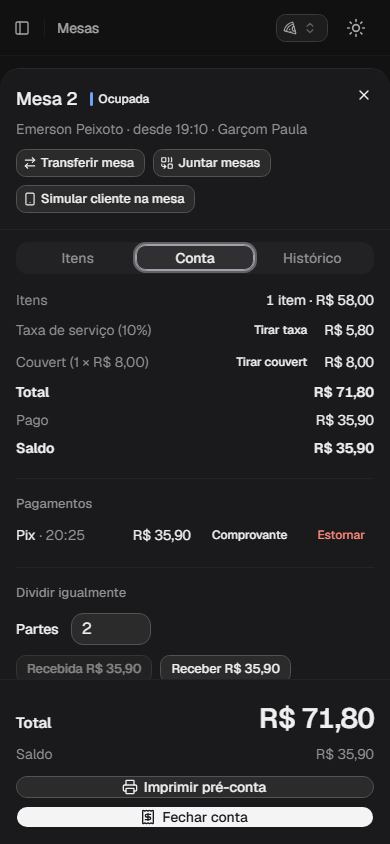 Mesas
Mesa 2 Ocupada
Emerson Peixoto · desde 19:10 · Garçom Paula
Transferir mesa Juntar mesas
Simular cliente na mesa
Itens Conta Histórico
Itens 1 item · R$ 58,00
Taxa de serviço (10%) Tirar taxa R$ 5,80
Couvert (1 × R$ 8,00) Tirar couvert R$ 8,00
Total R$ 71,80
Pago R$ 35,90
Saldo R$ 35,90
Pagamentos
Pix · 20:25 R$ 35,90 Comprovante Estornar
Dividir igualmente
Partes 2
Recebida R$ 35,90 Receber R$ 35,90
Total R$ 71,80
Saldo R$ 35,90
Imprimir pré-conta
Fechar conta